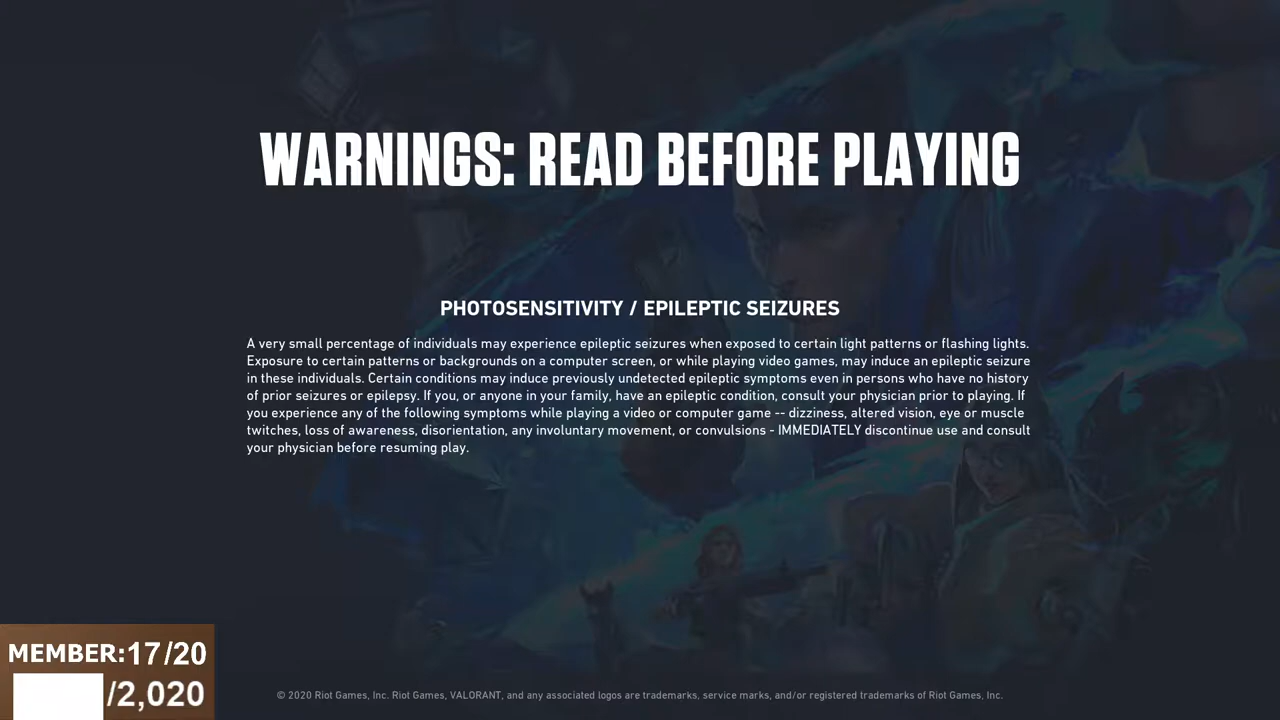 WARNINGS: READ BEFORE PLAYING
PHOTOSENSITIVITY / EPILEPTIC SEIZURES
A very small percentage of individuals may experience epileptic seizures when exposed to certain light patterns or flashing lights.
Exposure to certain patterns or backgrounds on a computer screen, or while playing video games, may induce an epileptic seizure
in these individuals. Certain conditions may induce previously undetected epileptic symptoms even in persons who have no history
of prior seizures or epilepsy. If you, or anyone in your family, have an epileptic condition, consult your physician prior to playing. If
you experience any of the following symptoms while playing a video or computer game -- dizziness, altered vision, eye or muscle
twitches, loss of awareness, disorientation, any involuntary movement, or convulsions - IMMEDIATELY discontinue use and consult
your physician before resuming play.
MEMBER:17/20
/2,020
© 2020 Riot Games, Inc. Riot Games, VALORANT, and any associated logos are trademarks, service marks, and/or registered trademarks of Riot Games, Inc.